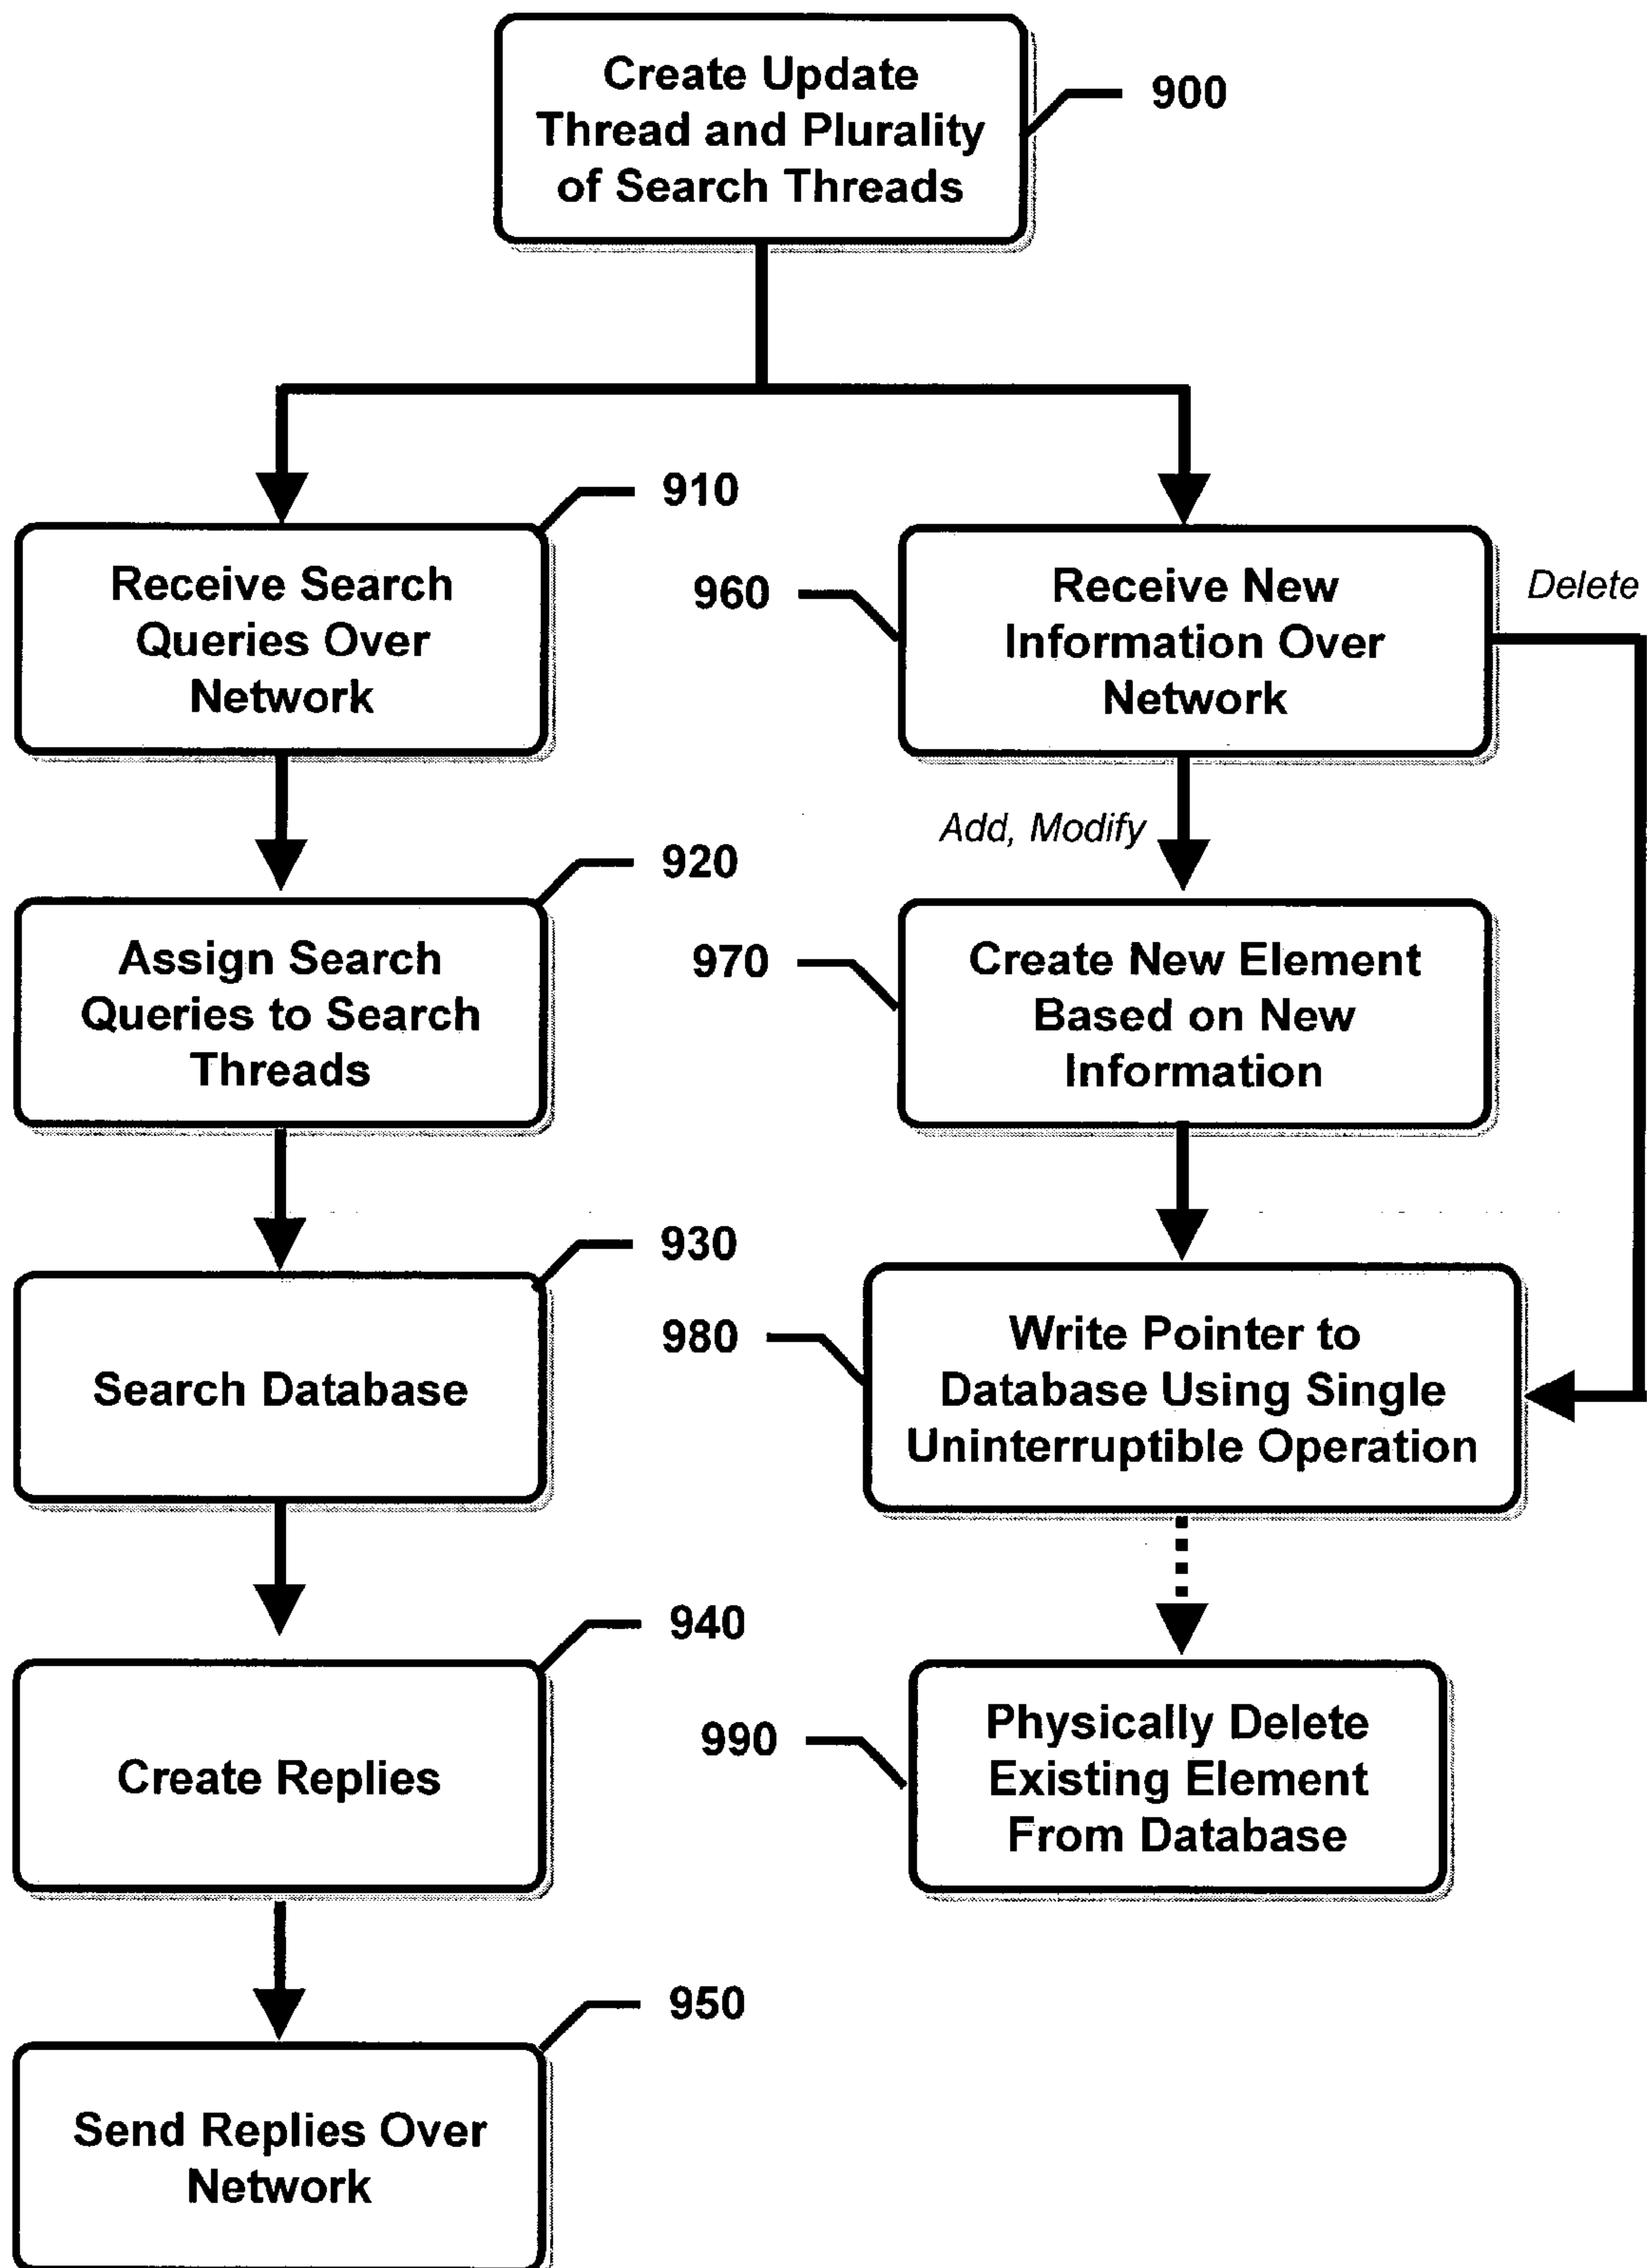 Create Update
Thread and Plurality
of Search Threads
900
910
Receive Search
Queries Over
Network
920
Assign Search
Queries to Search
Threads
930
Search Database
940
Create Replies
950
Send Replies Over
Network
960
Receive New
Information Over
Network
Delete
Add, Modify
970
Create New Element
Based on New
Information
980
Write Pointer to
Database Using Single
Uninterruptible Operation
990
Physically Delete
Existing Element
From Database